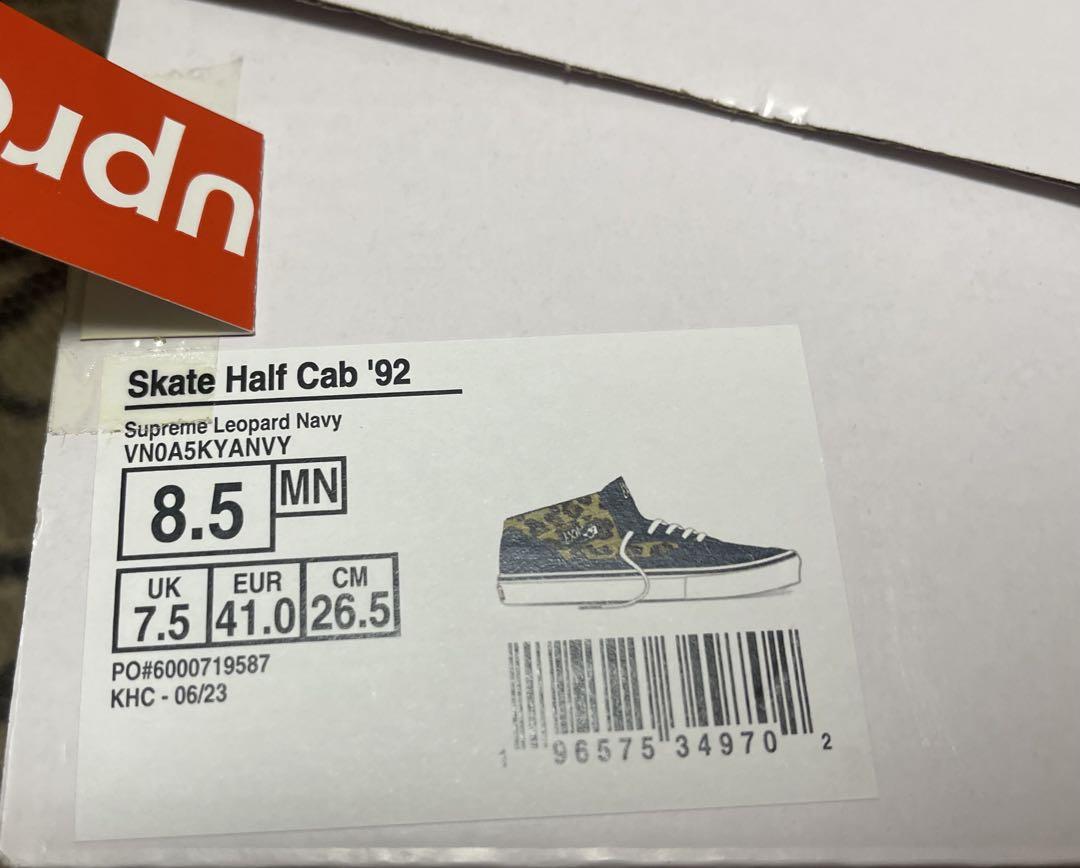 upre
Skate Half Cab '92
Supreme Leopard Navy
VN0A5KYANVY
8.5 MN
UK EUR CM
7.5 41.0 26.5
PO#6000719587
KHC - 06/23
1 96575 34970 2